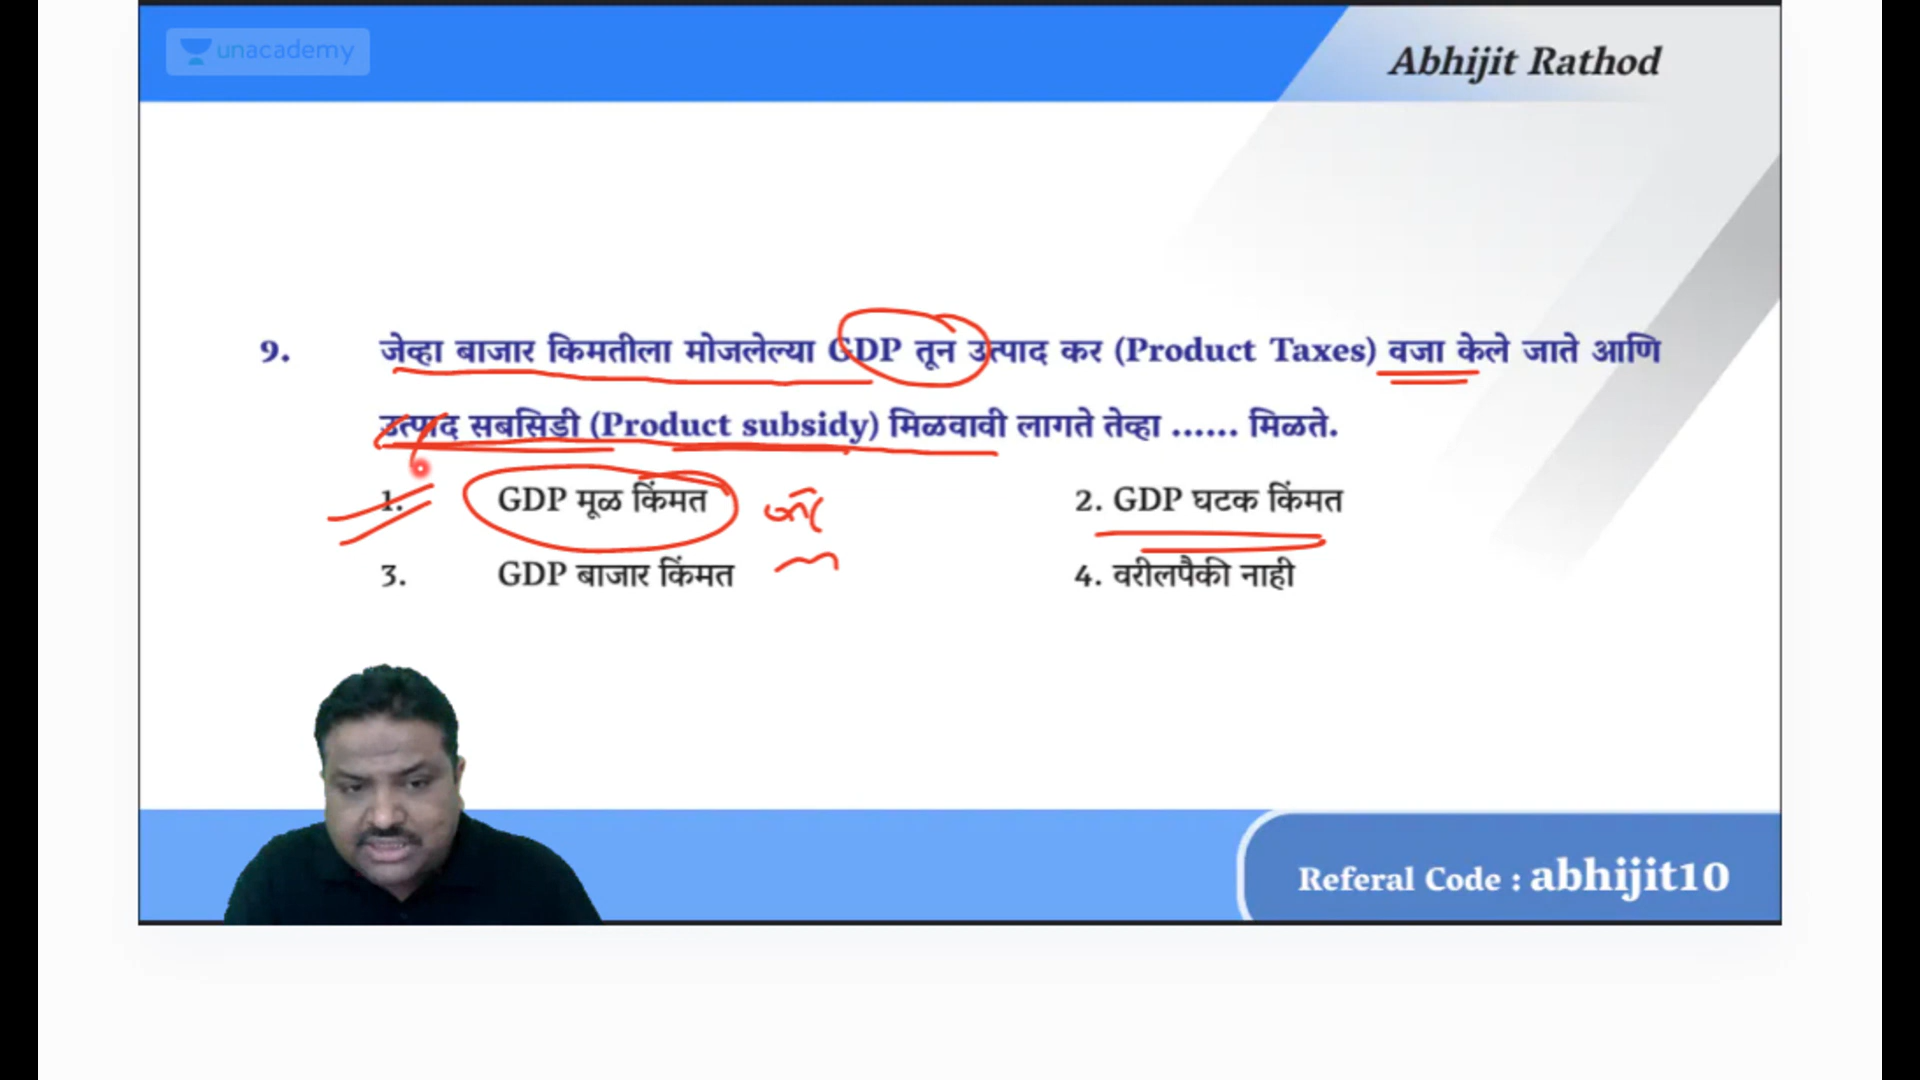 unacademy
Abhijit Rathod
9. जेव्हा बाजार किमतीला मोजलेल्या GDP तून उत्पाद कर (Product Taxes) वजा केले जाते आणि
उत्पाद सबसिडी (Product subsidy) मिळवावी लागते तेव्हा ...... मिळते.
1. GDP मूळ किंमत 2. GDP घटक किंमत
3. GDP बाजार किंमत 4. वरीलपैकी नाही
Referal Code : abhijit10